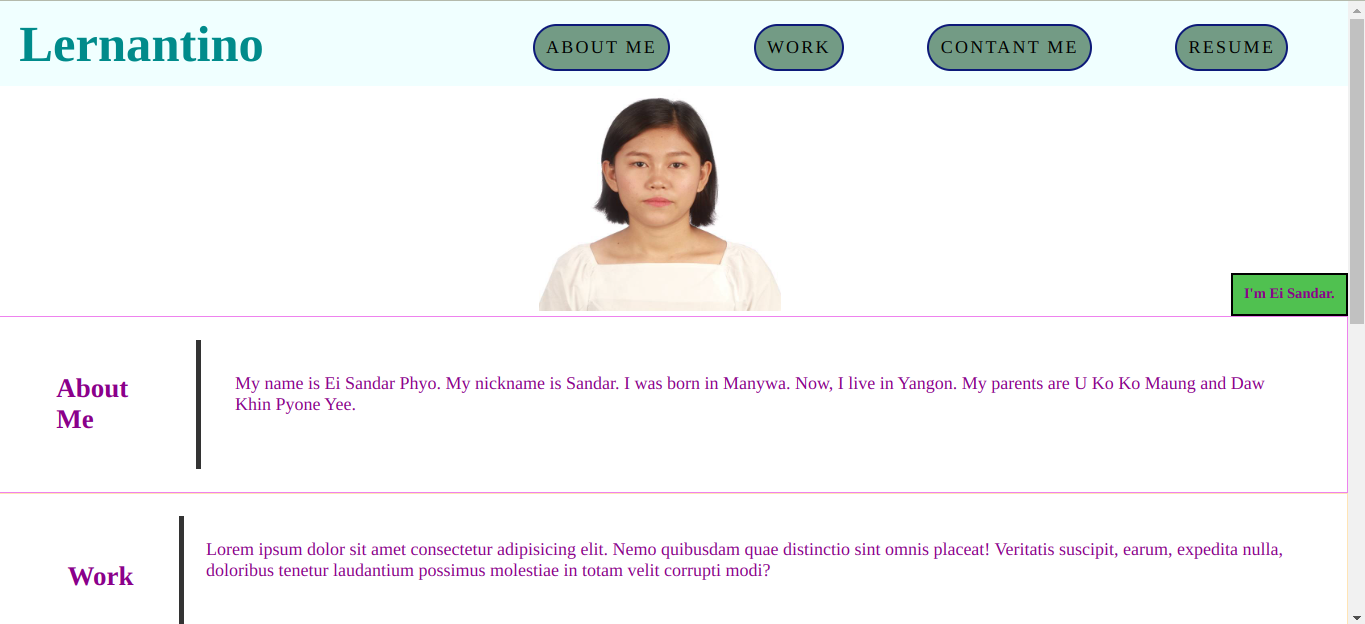 Lernantino
ABOUT ME
WORK
CONTANT ME
RESUME
I'm Ei Sandar.
About
Me
My name is Ei Sandar Phyo. My nickname is Sandar. I was born in Manywa. Now, I live in Yangon. My parents are U Ko Ko Maung and Daw
Khin Pyone Yee.
Work
Lorem ipsum dolor sit amet consectetur adipisicing elit. Nemo quibusdam quae distinctio sint omnis placeat! Veritatis suscipit, earum, expedita nulla,
doloribus tenetur laudantium possimus molestiae in totam velit corrupti modi?